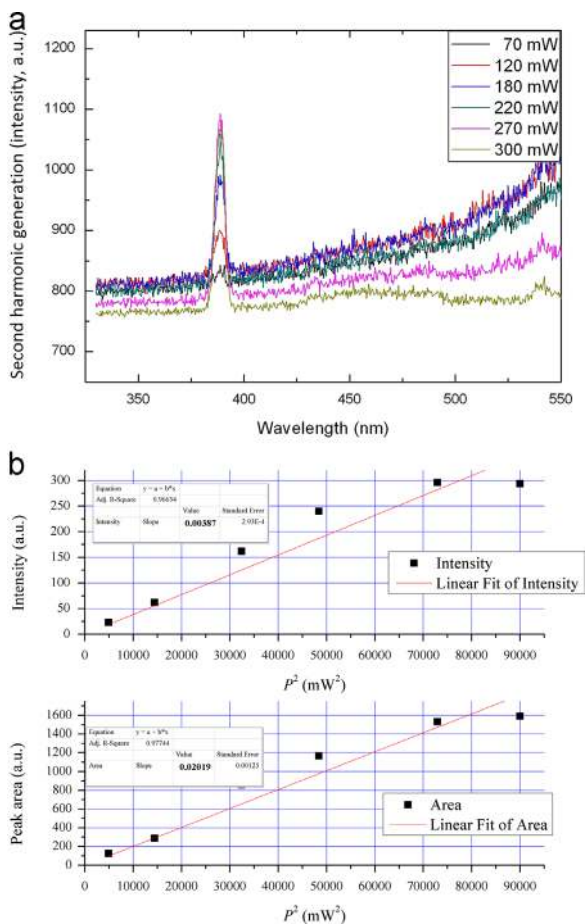 a
1200
1100
1000
900
800
700
Second harmonic generation (intensity, a.u.)
70 mW
120 mW
180 mW
220 mW
270 mW
300 mW
350 400 450 500 550
Wavelength (nm)
b
300
250
200
150
100
50
0
Intensity (a.u.)
Equation y = a + b*x
Adj. R-Square 0.96654
Value Standard Error
Intensity Slope 0.00387 2.93E-4
Intensity
Linear Fit of Intensity
0 10000 20000 30000 40000 50000 60000 70000 80000 90000
P² (mW²)
1600
1400
1200
1000
800
600
400
200
0
Peak area (a.u.)
Equation y = a + b*x
Adj. R-Square 0.97744
Value Standard Error
Area Slope 0.02019 0.00123
Area
Linear Fit of Area
0 10000 20000 30000 40000 50000 60000 70000 80000 90000
P² (mW²)